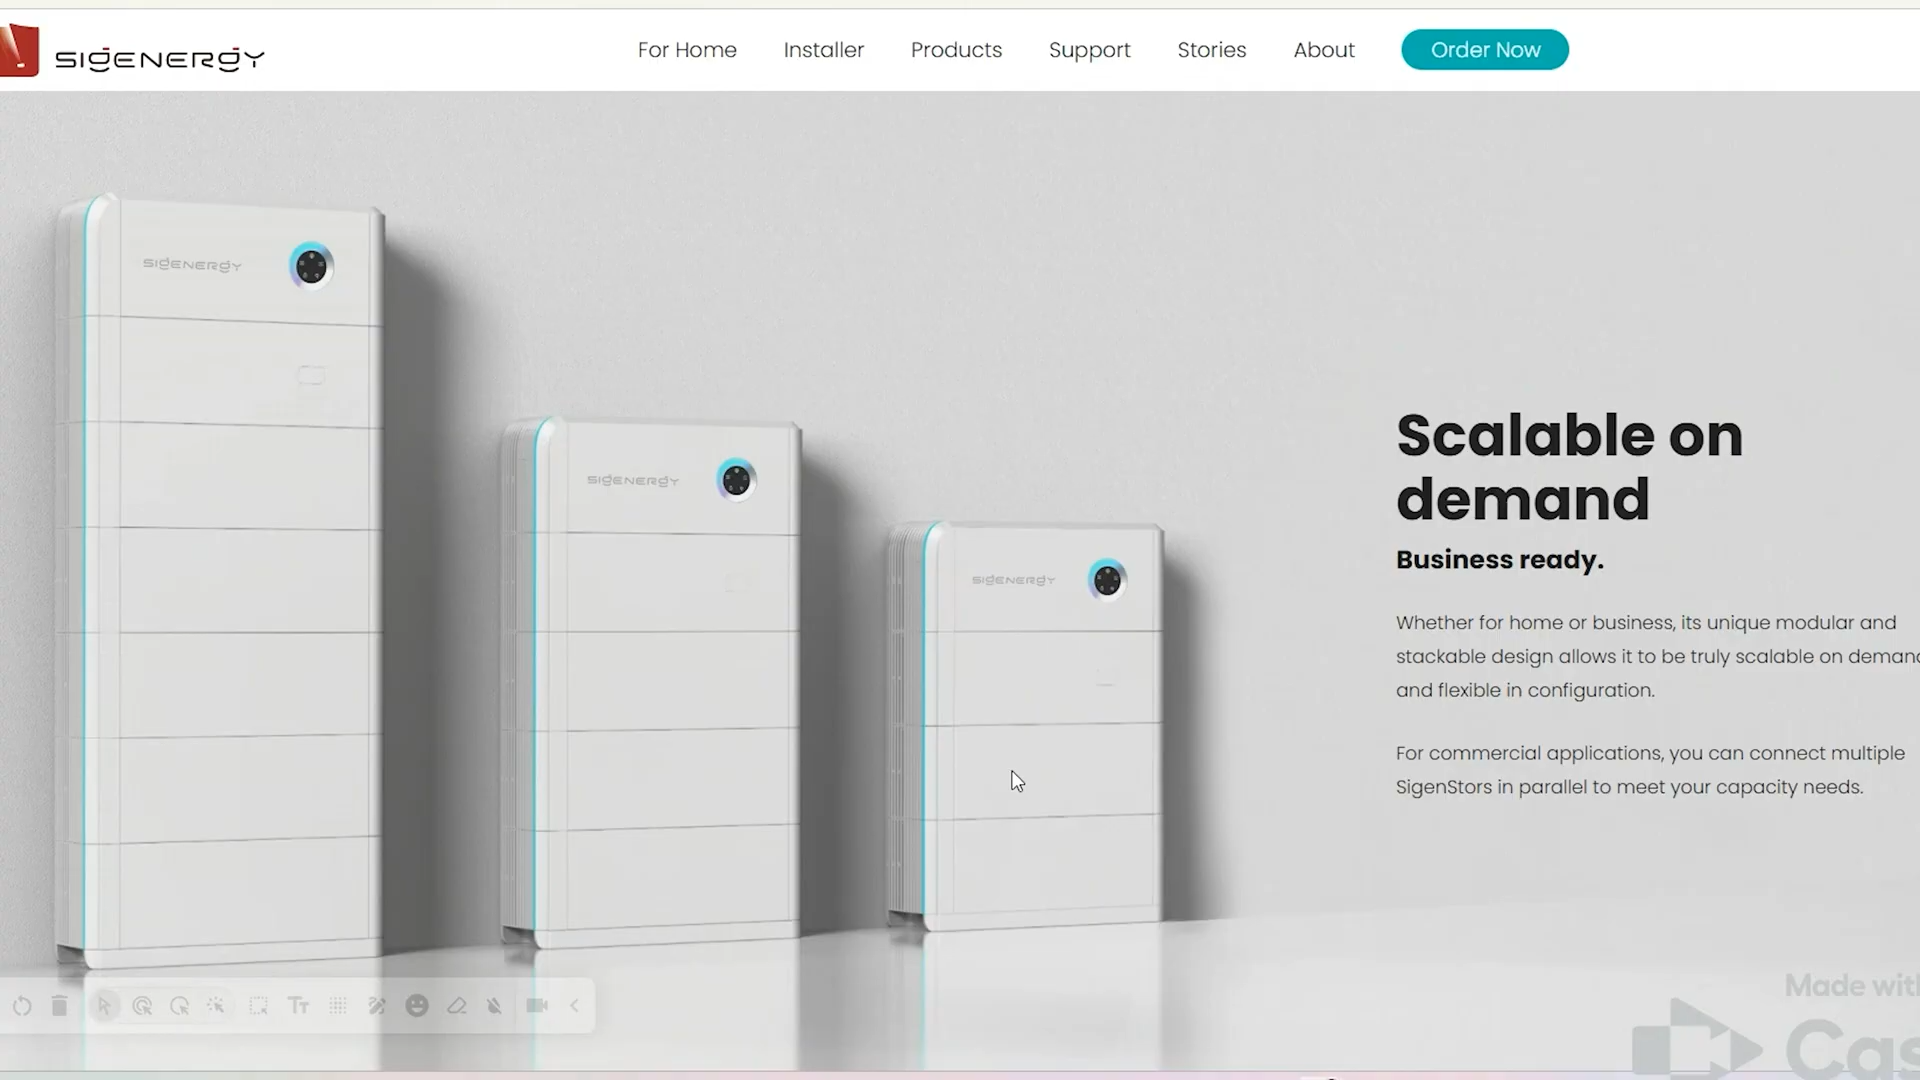 SIGENERGY
For Home
Installer
Products
Support
Stories
About
Order Now
SIGENERGY
SIGENERGY
SIGENERGY
Scalable on
demand
Business ready.
Whether for home or business, its unique modular and
stackable design allows it to be truly scalable on demand
and flexible in configuration.
For commercial applications, you can connect multiple
SigenStors in parallel to meet your capacity needs.
Tт
Made with
Cas